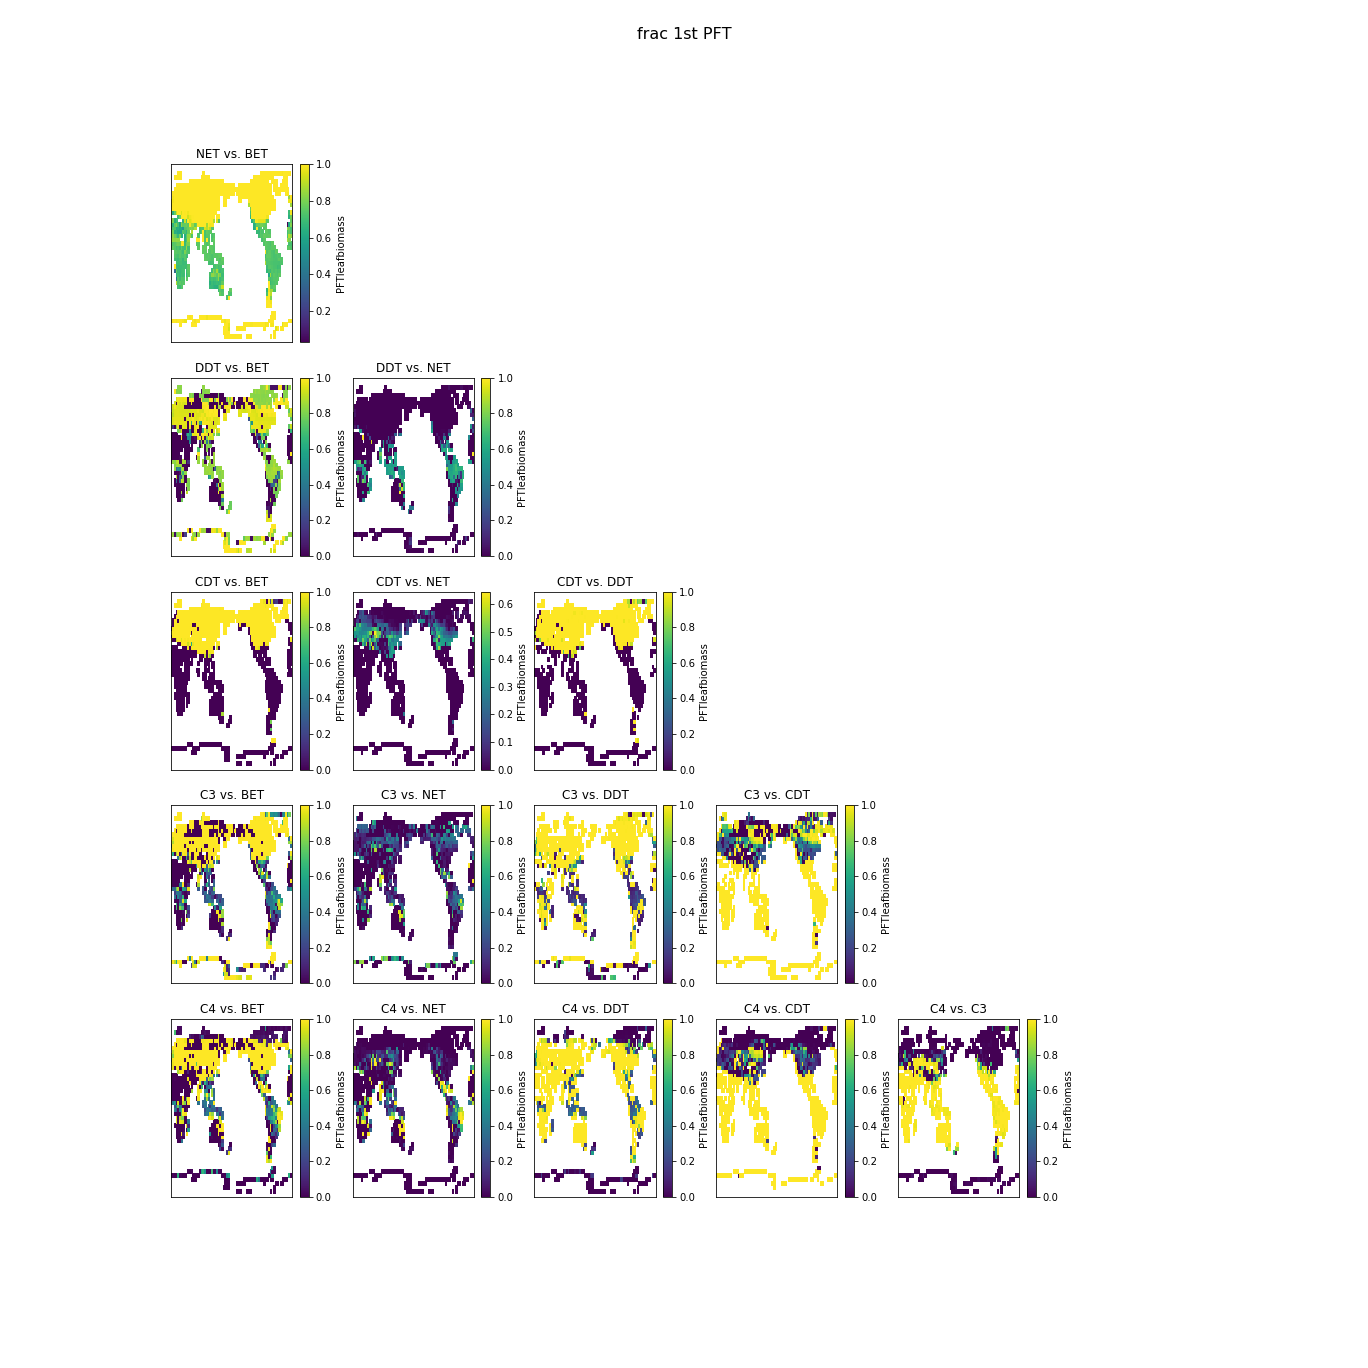 frac 1st PFT
NET vs. BET
1.0
0.8
0.6
0.4
0.2
PFTleafbiomass
DDT vs. BET
1.0
0.8
0.6
0.4
0.2
0.0
PFTleafbiomass
DDT vs. NET
1.0
0.8
0.6
0.4
0.2
0.0
PFTleafbiomass
CDT vs. BET
1.0
0.8
0.6
0.4
0.2
0.0
PFTleafbiomass
CDT vs. NET
0.6
0.5
0.4
0.3
0.2
0.1
0.0
PFTleafbiomass
CDT vs. DDT
1.0
0.8
0.6
0.4
0.2
0.0
PFTleafbiomass
C3 vs. BET
1.0
0.8
0.6
0.4
0.2
0.0
PFTleafbiomass
C3 vs. NET
1.0
0.8
0.6
0.4
0.2
0.0
PFTleafbiomass
C3 vs. DDT
1.0
0.8
0.6
0.4
0.2
0.0
PFTleafbiomass
C3 vs. CDT
1.0
0.8
0.6
0.4
0.2
0.0
PFTleafbiomass
C4 vs. BET
1.0
0.8
0.6
0.4
0.2
0.0
PFTleafbiomass
C4 vs. NET
1.0
0.8
0.6
0.4
0.2
0.0
PFTleafbiomass
C4 vs. DDT
1.0
0.8
0.6
0.4
0.2
0.0
PFTleafbiomass
C4 vs. CDT
1.0
0.8
0.6
0.4
0.2
0.0
PFTleafbiomass
C4 vs. C3
1.0
0.8
0.6
0.4
0.2
0.0
PFTleafbiomass